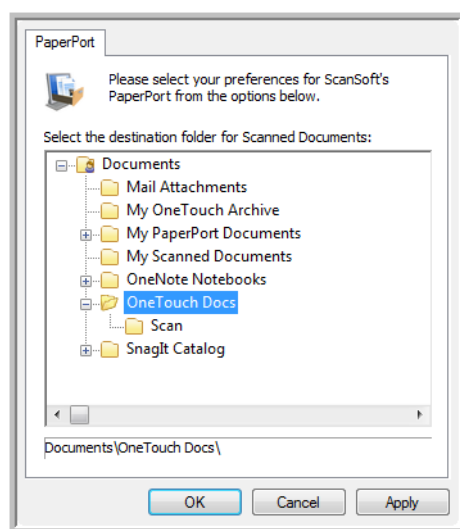 PaperPort
Please select your preferences for ScanSoft's
PaperPort from the options below.
Select the destination folder for Scanned Documents:
Documents
Mail Attachments
My OneTouch Archive
My PaperPort Documents
My Scanned Documents
OneNote Notebooks
OneTouch Docs
Scan
SnagIt Catalog
Documents\OneTouch Docs\
OK Cancel Apply